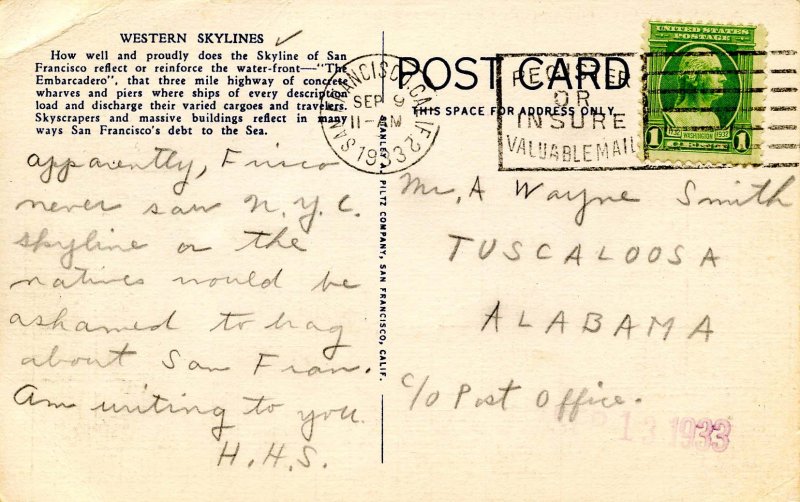 WESTERN SKYLINES
How well and proudly does the Skyline of San
Francisco reflect or reinforce the water-front—"The
Embarcadero", that three mile highway of concrete
wharves and piers where ships of every description
load and discharge their varied cargoes and travelers.
Skyscrapers and massive buildings reflect in many
ways San Francisco's debt to the Sea.
apparently, Frisco
never saw N.Y.C.
skyline or the
natives would be
ashamed to brag
about San Fran.
Am writing to you.
H.H.S.
STANLEY A. PILTZ COMPANY, SAN FRANCISCO, CALIF.
POST CARD
THIS SPACE FOR ADDRESS ONLY
SAN FRANCISCO, CALIF.
SEP 9
11-AM
1932
REGISTER
OR
INSURE
VALUABLE MAIL
UNITED STATES
POSTAGE
1732 WASHINGTON 1932
1 CENT 1
Mr. A Wayne Smith
TUSCALOOSA
ALABAMA
c/o Post Office.
13 1933